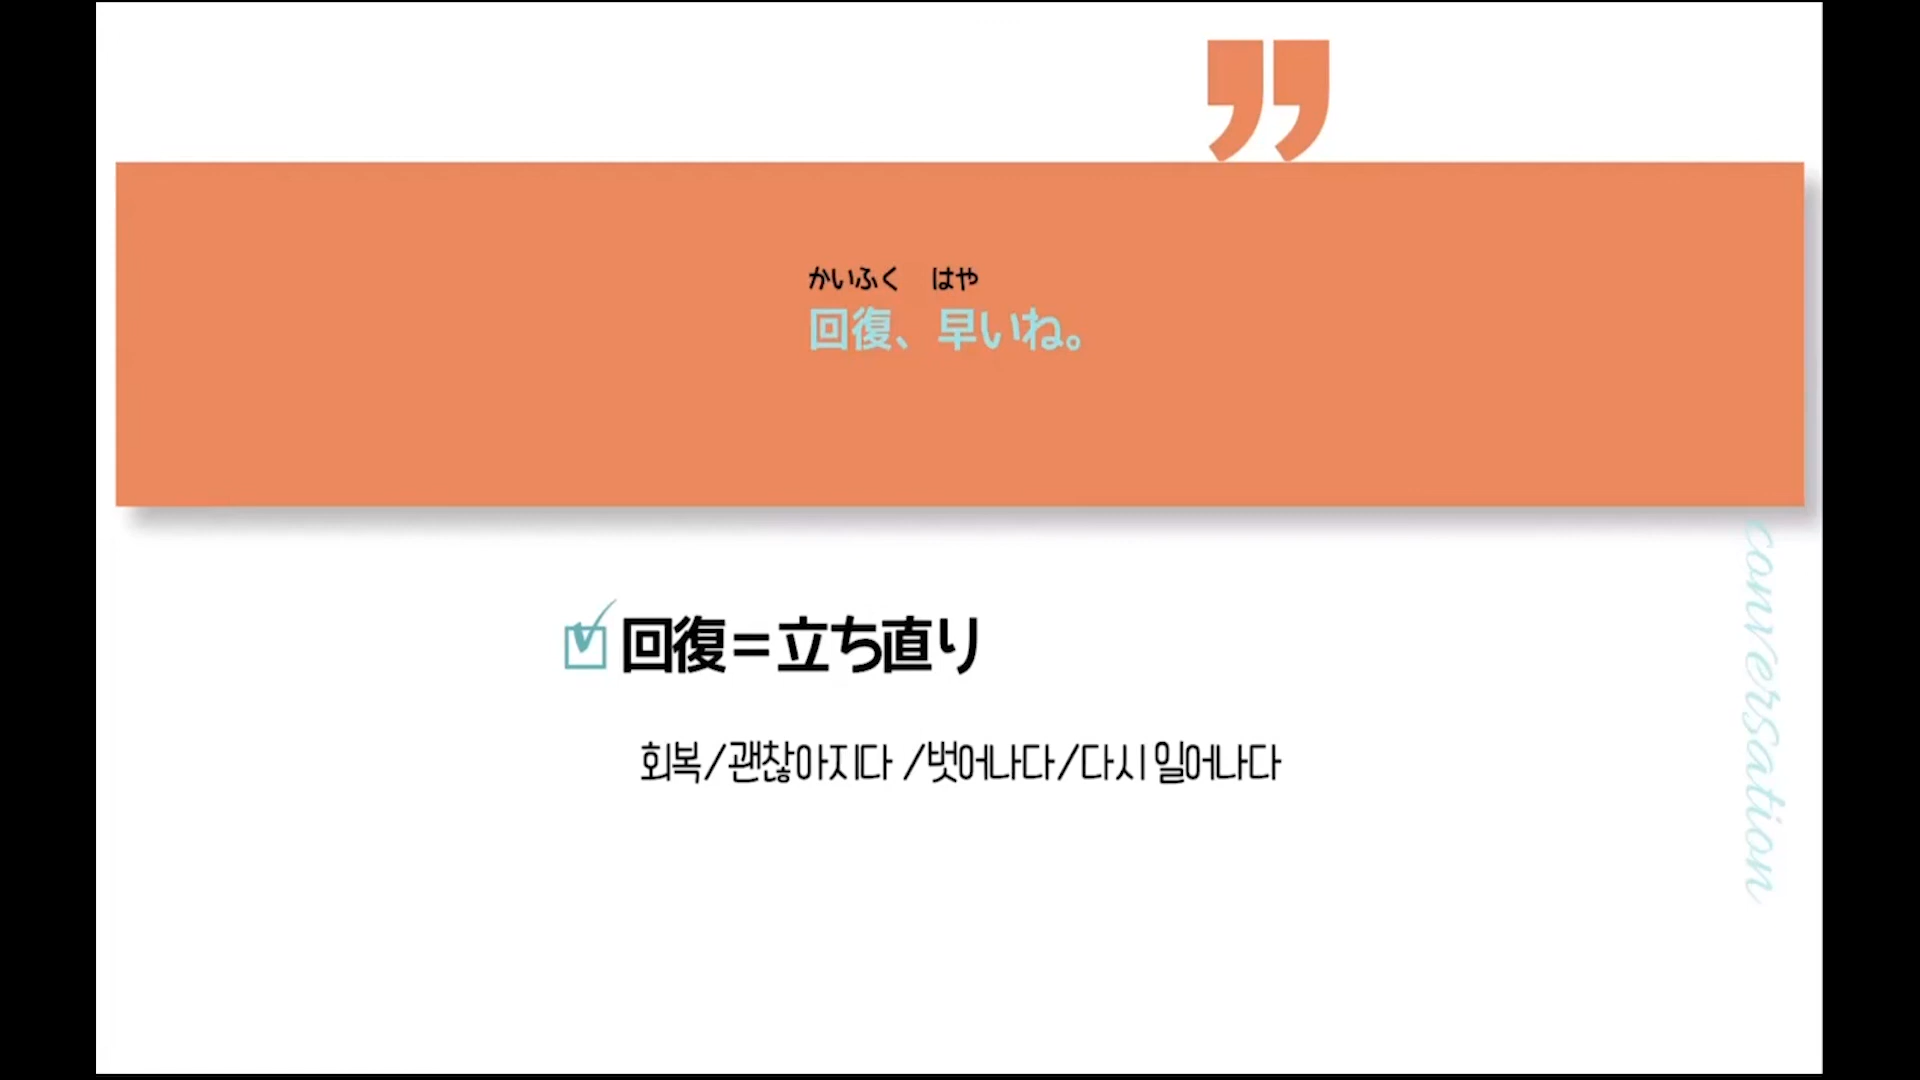 ”
かいふく はや
回復、早いね。
回復=立ち直り
회복/괜찮아지다 /벗어나다/다시 일어나다
conversation